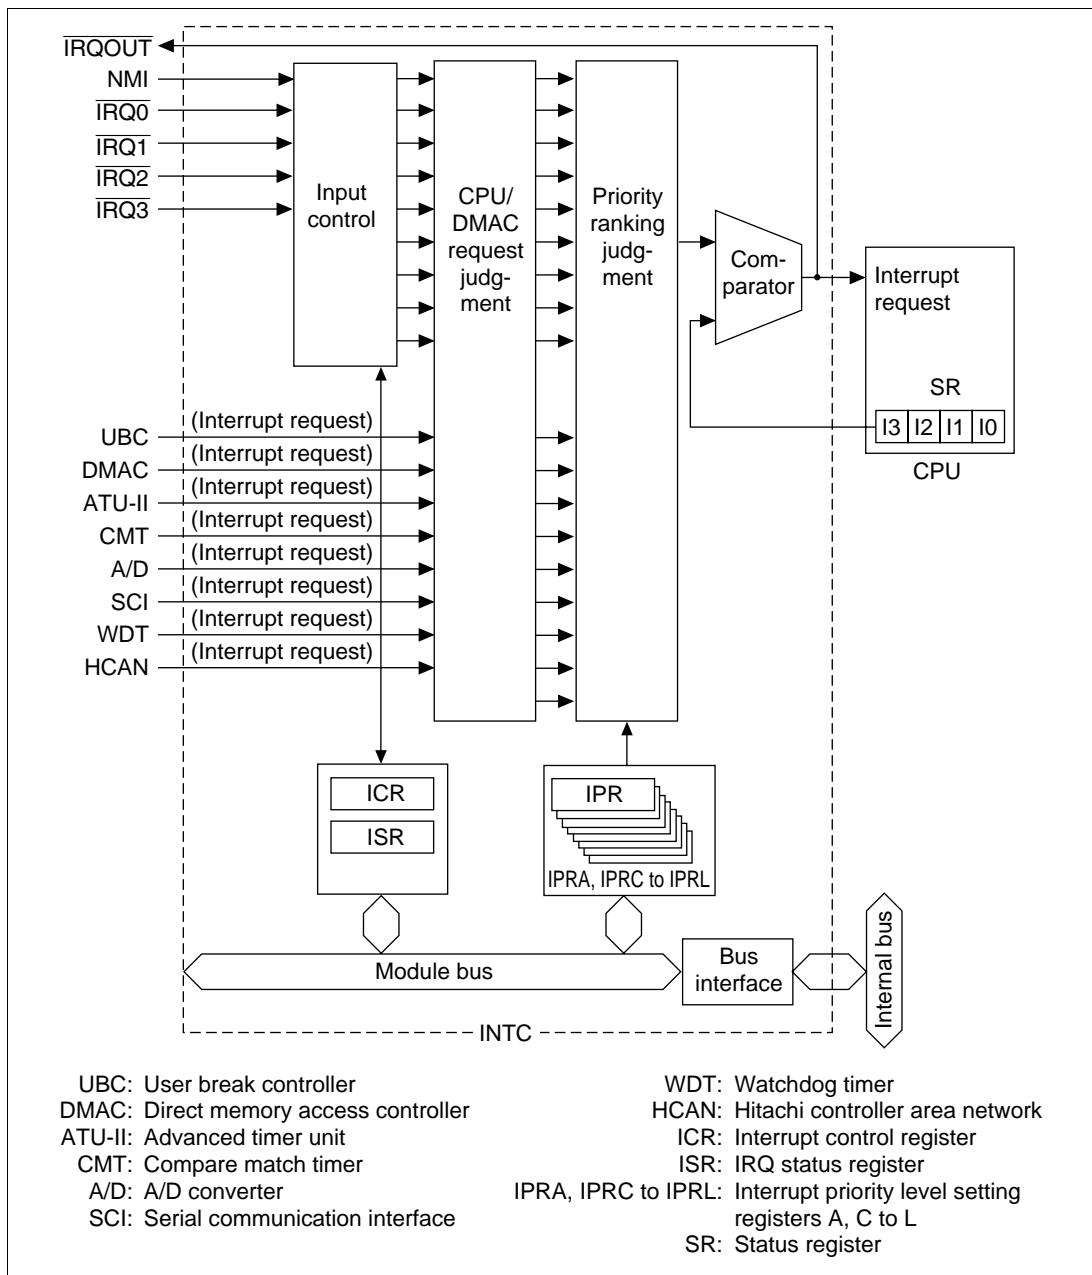 IRQOUT
NMI
IRQ0
IRQ1
IRQ2
IRQ3
Input
control
CPU/
DMAC
request
judg-
ment
Priority
ranking
judg-
ment
Com-
parator
Interrupt
request
SR
I3 I2 I1 I0
CPU
UBC (Interrupt request)
DMAC (Interrupt request)
ATU-II (Interrupt request)
CMT (Interrupt request)
A/D (Interrupt request)
SCI (Interrupt request)
WDT (Interrupt request)
HCAN (Interrupt request)
ICR
ISR
IPR
IPRA, IPRC to IPRL
Module bus
Bus
interface
Internal bus
INTC
UBC: User break controller
DMAC: Direct memory access controller
ATU-II: Advanced timer unit
CMT: Compare match timer
A/D: A/D converter
SCI: Serial communication interface
WDT: Watchdog timer
HCAN: Hitachi controller area network
ICR: Interrupt control register
ISR: IRQ status register
IPRA, IPRC to IPRL: Interrupt priority level setting
registers A, C to L
SR: Status register